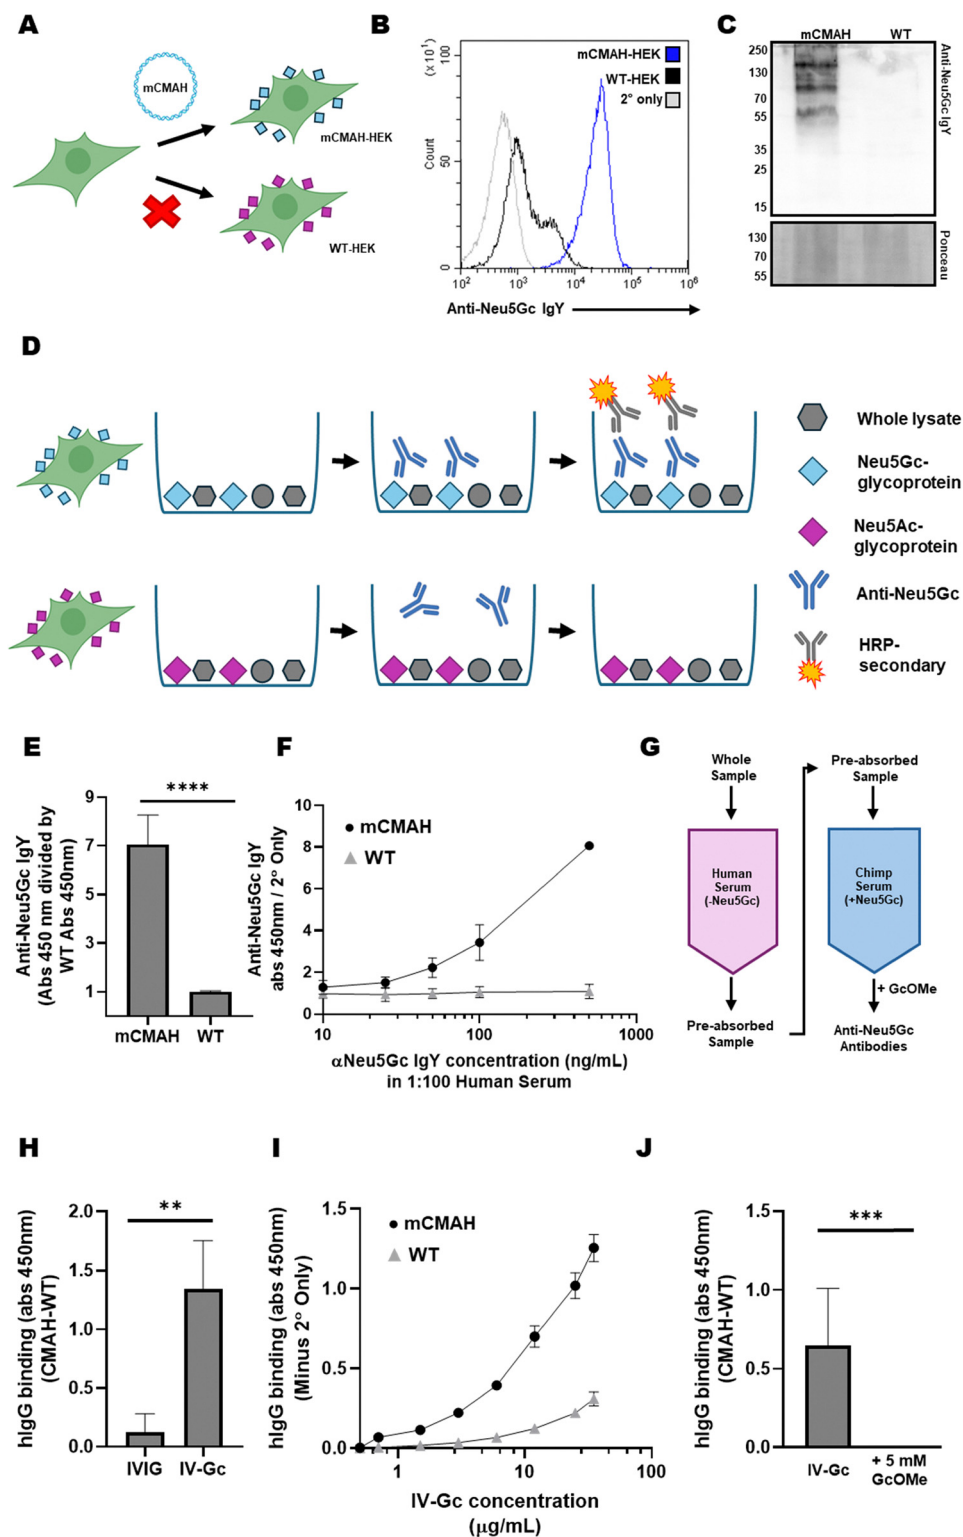 A
mCMAH
mCMAH-HEK
WT-HEK
B
(x 10¹)
100
50
0
Count
mCMAH-HEK
WT-HEK
2° only
10² 10³ 10⁴ 10⁵ 10⁶
Anti-Neu5Gc IgY
C
mCMAH WT
250
130
70
55
35
25
15
Anti-Neu5Gc IgY
130
70
55
Ponceau
D
Whole lysate
Neu5Gc-
glycoprotein
Neu5Ac-
glycoprotein
Anti-Neu5Gc
HRP-
secondary
E
Anti-Neu5Gc IgY
(Abs 450 nm divided by
WT Abs 450nm)
9
7
5
3
1
****
mCMAH WT
F
Anti-Neu5Gc IgY
abs 450nm / 2° Only
10
8
6
4
2
0
mCMAH
WT
10 100 1000
αNeu5Gc IgY concentration (ng/mL)
in 1:100 Human Serum
G
Whole
Sample
Human
Serum
(-Neu5Gc)
Pre-absorbed
Sample
Pre-absorbed
Sample
Chimp
Serum
(+Neu5Gc)
+ GcOMe
Anti-Neu5Gc
Antibodies
H
hIgG binding (abs 450nm)
(CMAH-WT)
2.0
1.5
1.0
0.5
0.0
**
IVIG IV-Gc
I
hIgG binding (abs 450nm)
(Minus 2° Only)
1.5
1.0
0.5
0.0
mCMAH
WT
1 10 100
IV-Gc concentration
(μg/mL)
J
hIgG binding (abs 450nm)
(CMAH-WT)
1.5
1.0
0.5
0.0
***
IV-Gc + 5 mM
GcOMe